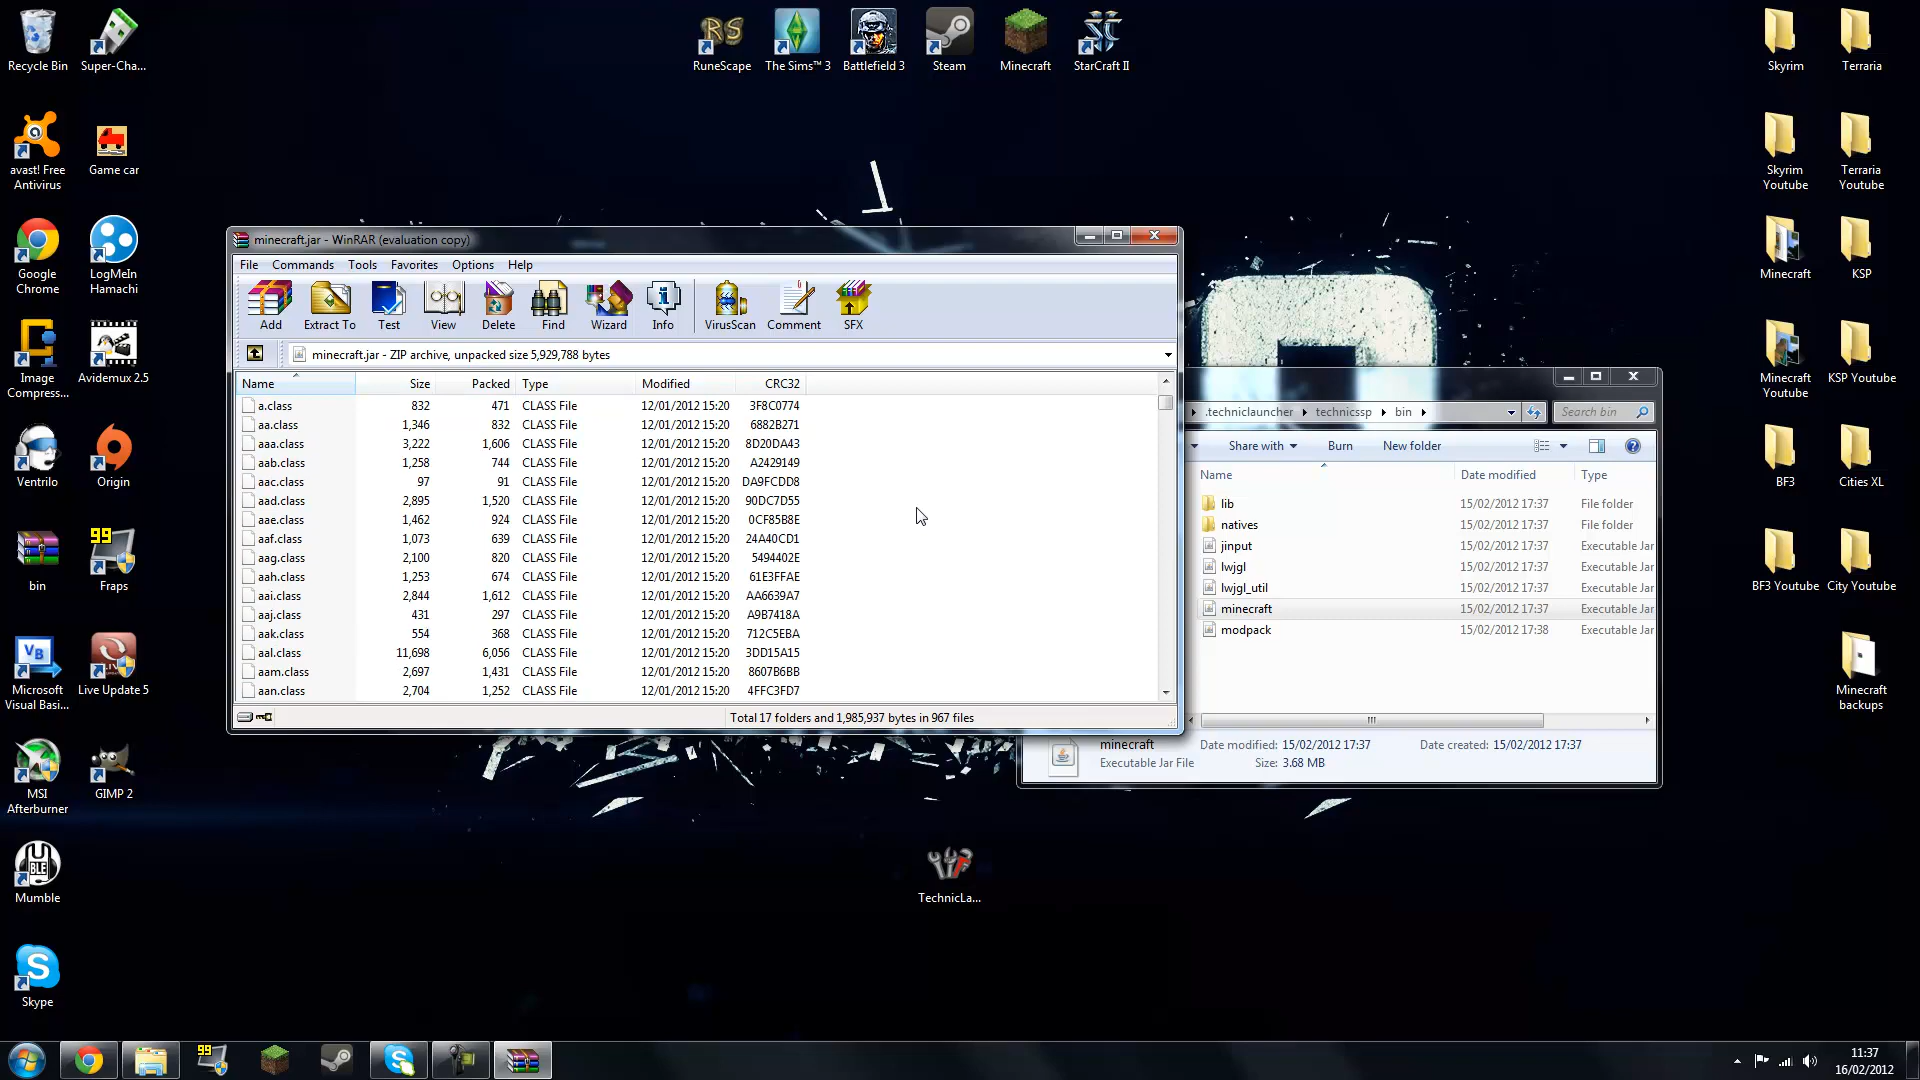 Recycle Bin
Super-Cha...
RuneScape
The Sims™ 3
Battlefield 3
Steam
Minecraft
StarCraft II
Skyrim
Terraria
avast! Free
Antivirus
Game car
Skyrim
Youtube
Terraria
Youtube
Google
Chrome
LogMeIn
Hamachi
Minecraft
KSP
Image
Compress...
Avidemux 2.5
Minecraft
Youtube
KSP Youtube
Ventrilo
Origin
BF3
Cities XL
bin
99
Fraps
BF3 Youtube
City Youtube
Microsoft
Visual Basi...
Live Update 5
Minecraft
backups
MSI
Afterburner
GIMP 2
Mumble
TechnicLa...
Skype
minecraft.jar - WinRAR (evaluation copy)
File Commands Tools Favorites Options Help
Add Extract To Test View Delete Find Wizard Info VirusScan Comment SFX
minecraft.jar - ZIP archive, unpacked size 5,929,788 bytes
Name Size Packed Type Modified CRC32
a.class 832 471 CLASS File 12/01/2012 15:20 3F8C0774
aa.class 1,346 832 CLASS File 12/01/2012 15:20 6882B271
aaa.class 3,222 1,606 CLASS File 12/01/2012 15:20 8D20DA43
aab.class 1,258 744 CLASS File 12/01/2012 15:20 A2429149
aac.class 97 91 CLASS File 12/01/2012 15:20 DA9FCDD8
aad.class 2,895 1,520 CLASS File 12/01/2012 15:20 90DC7D55
aae.class 1,462 924 CLASS File 12/01/2012 15:20 0CF85B8E
aaf.class 1,073 639 CLASS File 12/01/2012 15:20 24A40CD1
aag.class 2,100 820 CLASS File 12/01/2012 15:20 5494402E
aah.class 1,253 674 CLASS File 12/01/2012 15:20 61E3FFAE
aai.class 2,844 1,612 CLASS File 12/01/2012 15:20 AA6639A7
aaj.class 431 297 CLASS File 12/01/2012 15:20 A9B7418A
aak.class 554 368 CLASS File 12/01/2012 15:20 712C5EBA
aal.class 11,698 6,056 CLASS File 12/01/2012 15:20 3DD15A15
aam.class 2,697 1,431 CLASS File 12/01/2012 15:20 8607B6BB
aan.class 2,704 1,252 CLASS File 12/01/2012 15:20 4FFC3FD7
Total 17 folders and 1,985,937 bytes in 967 files
.techniclauncher technicssp bin
Search bin
Share with Burn New folder
Name Date modified Type
lib 15/02/2012 17:37 File folder
natives 15/02/2012 17:37 File folder
jinput 15/02/2012 17:37 Executable Jar
lwjgl 15/02/2012 17:37 Executable Jar
lwjgl_util 15/02/2012 17:37 Executable Jar
minecraft 15/02/2012 17:37 Executable Jar
modpack 15/02/2012 17:38 Executable Jar
minecraft Date modified: 15/02/2012 17:37 Date created: 15/02/2012 17:37
Executable Jar File Size: 3.68 MB
99
11:37
16/02/2012